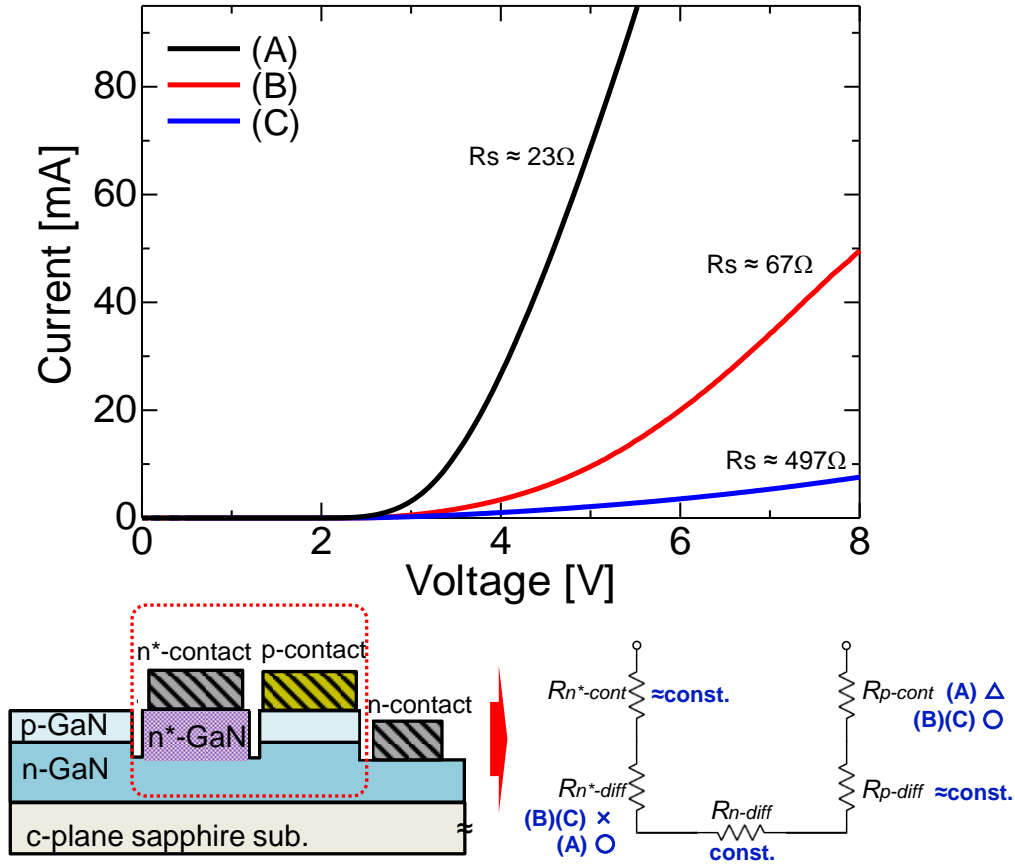 (A)
(B)
(C)
80
60
40
20
0
Current [mA]
Rs ≈ 23Ω
Rs ≈ 67Ω
Rs ≈ 497Ω
0 2 4 6 8
Voltage [V]
n*-contact p-contact
n-contact
p-GaN
n*-GaN
n-GaN
c-plane sapphire sub.
≈
Rn*-cont ≈const.
Rp-cont (A) △
(B)(C) ○
Rn*-diff
(B)(C) ×
(A) ○
Rn-diff
const.
Rp-diff ≈const.